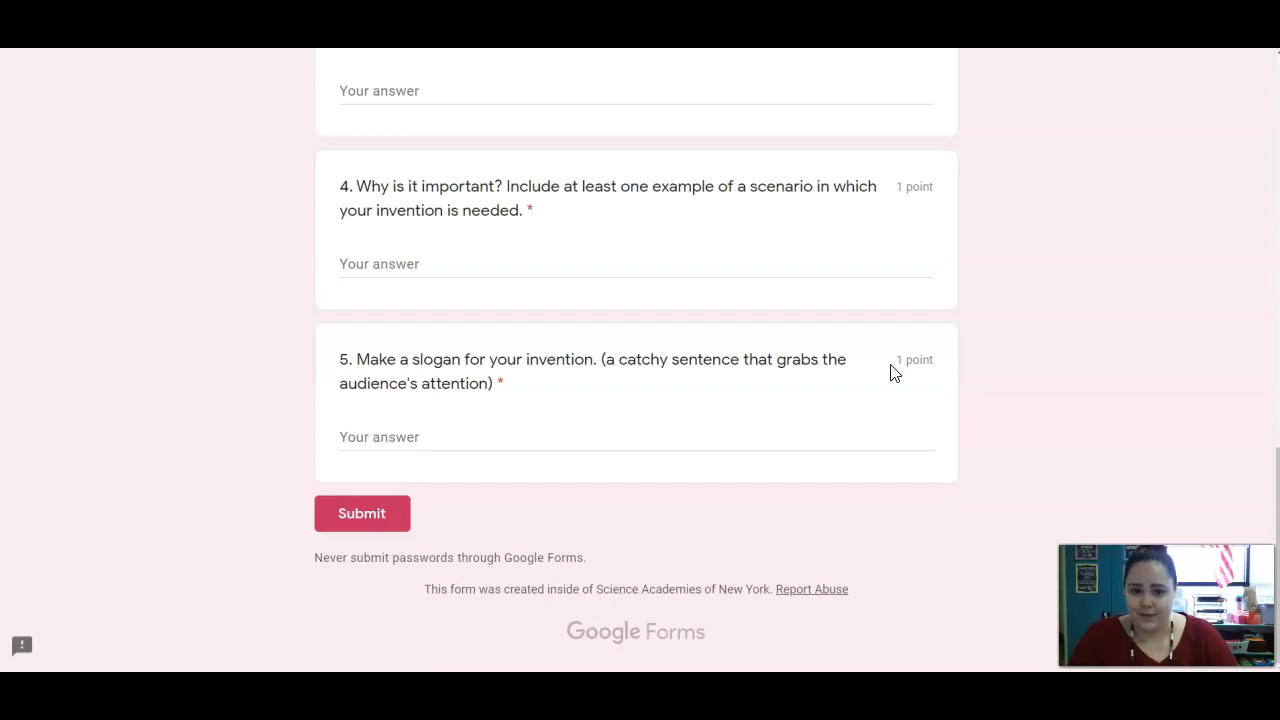 Your answer
4. Why is it important? Include at least one example of a scenario in which
your invention is needed. *
1 point
Your answer
5. Make a slogan for your invention. (a catchy sentence that grabs the
audience's attention) *
1 point
Your answer
Submit
Never submit passwords through Google Forms.
This form was created inside of Science Academies of New York. Report Abuse
Google Forms